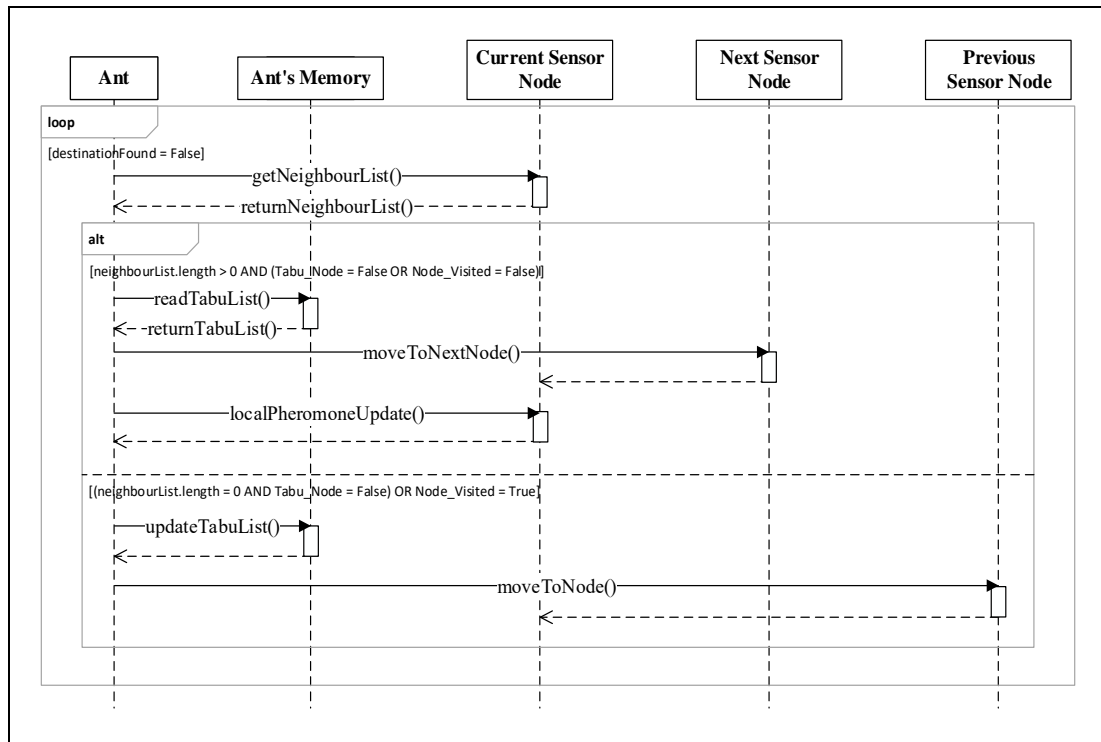 Ant
Ant's Memory
Current Sensor
Node
Next Sensor
Node
Previous
Sensor Node
loop
[destinationFound = False]
getNeighbourList()
returnNeighbourList()
alt
[neighbourList.length > 0 AND (Tabu_Node = False OR Node_Visited = False)]
readTabuList()
returnTabuList()
moveToNextNode()
localPheromoneUpdate()
[(neighbourList.length = 0 AND Tabu_Node = False) OR Node_Visited = True]
updateTabuList()
moveToNode()